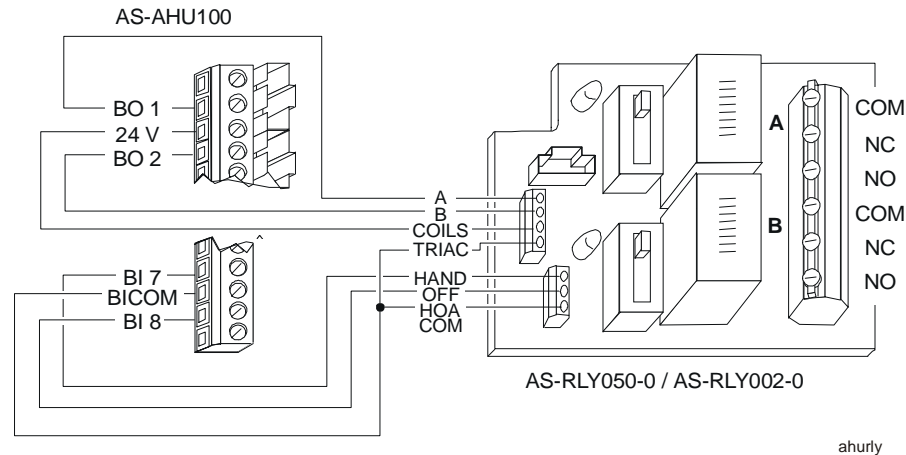 AS-AHU100
BO 1
24 V
BO 2
BI 7
BICOM
BI 8
A
B
COILS
TRIAC
HAND
OFF
HOA
COM
A
B
COM
NC
NO
COM
NC
NO
AS-RLY050-0 / AS-RLY002-0
ahurly